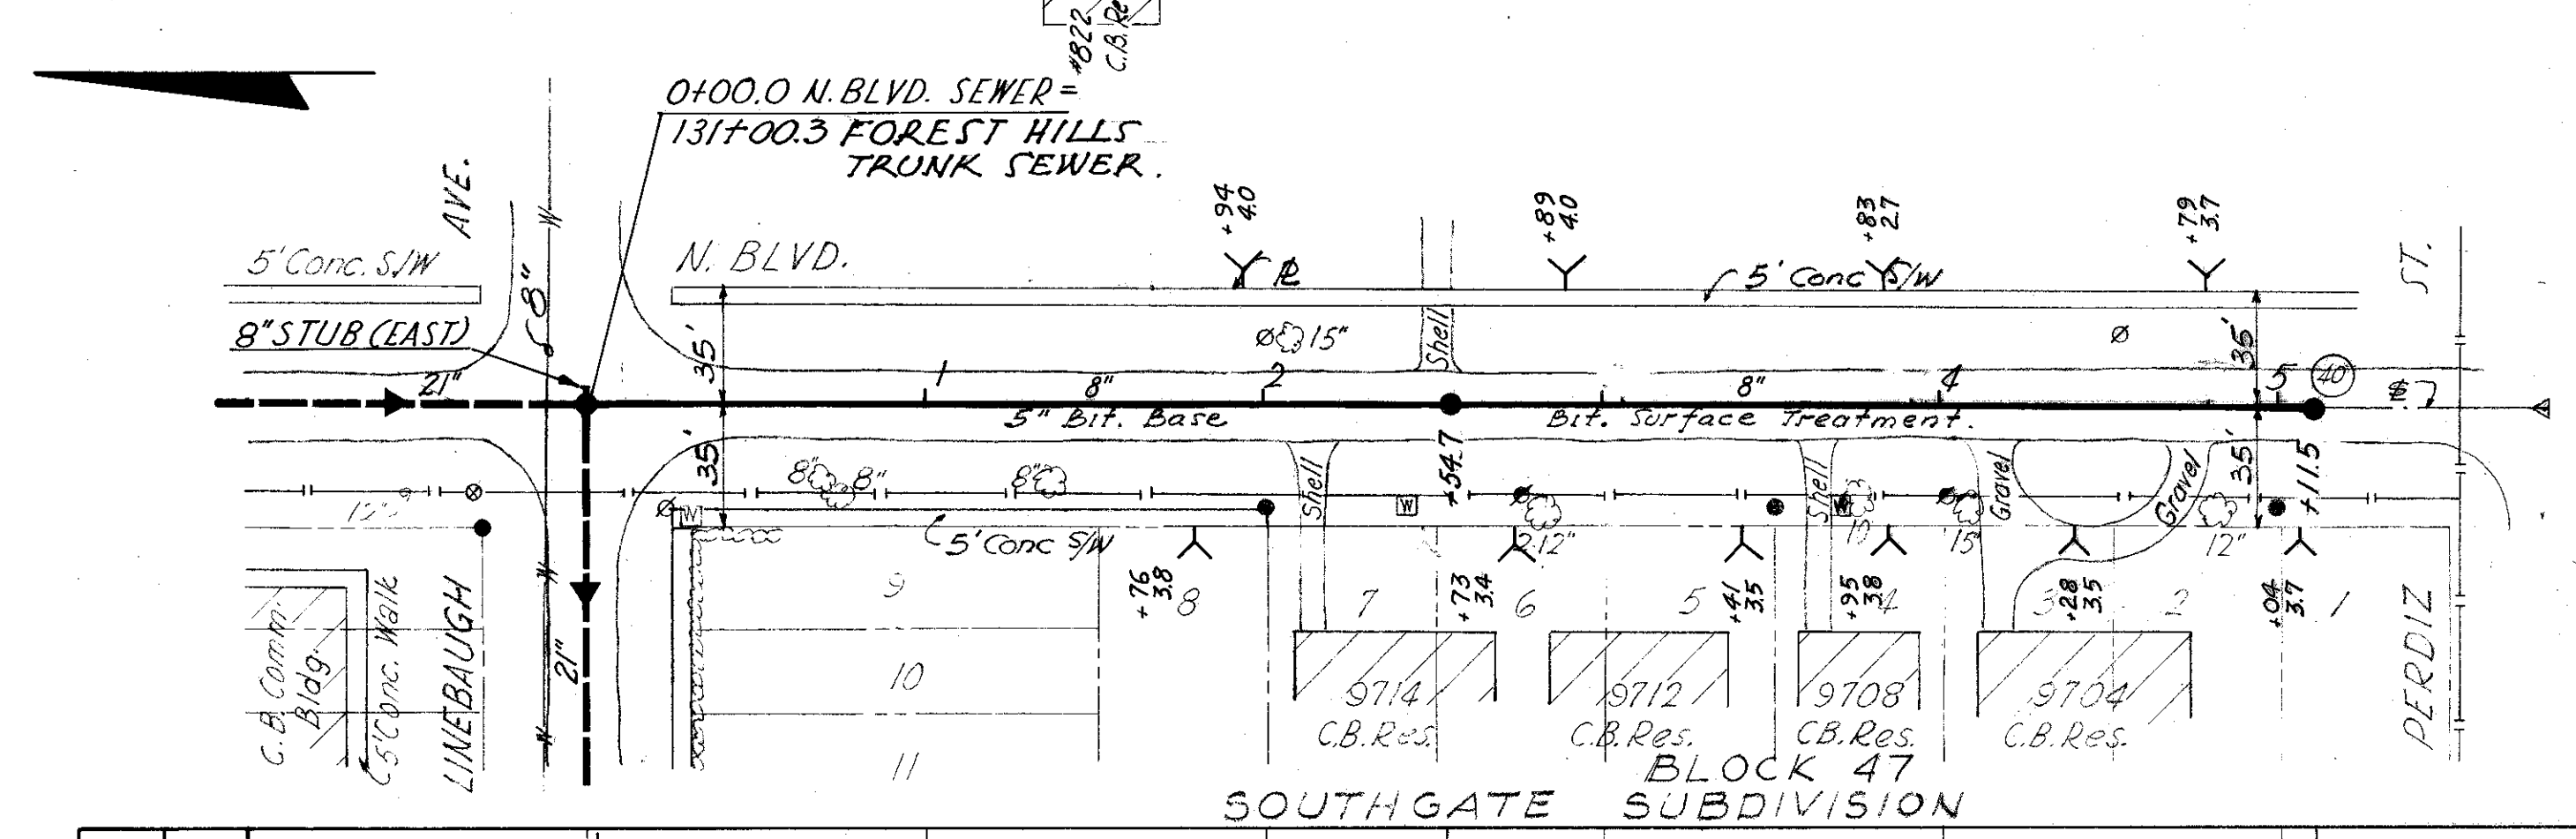 #822
C.B.Re
0+00.0 N. BLVD. SEWER =
131+00.3 FOREST HILLS
TRUNK SEWER.
AVE.
+94
4.0
+89
4.0
+83
2.7
+79
3.7
ST.
5' Conc. S/W
8"
N. BLVD.
5' Conc S/W
8" STUB (EAST)
35'
15"
Shell
35'
21"
1
8"
2
8"
4
5
40
5" Bit. Base
Bit. Surface Treatment.
35'
8"
8"
8"
Shell
+54.7
Shell
Gravel
Gravel
35'
+11.5
12"
W
W
5' Conc S/W
2-12"
15"
12"
+76
3.8
+73
3.4
+41
3.5
+95
3.8
+28
3.5
+04
3.7
9
8
7
6
5
4
3
2
1
C.B. Comm
Bldg.
5' Conc. Walk
LINEBAUGH
21"
10
11
9714
C.B. Res.
9712
C.B. Res.
9708
C.B. Res.
9704
C.B. Res.
PERDIZ
BLOCK 47
SOUTHGATE SUBDIVISION